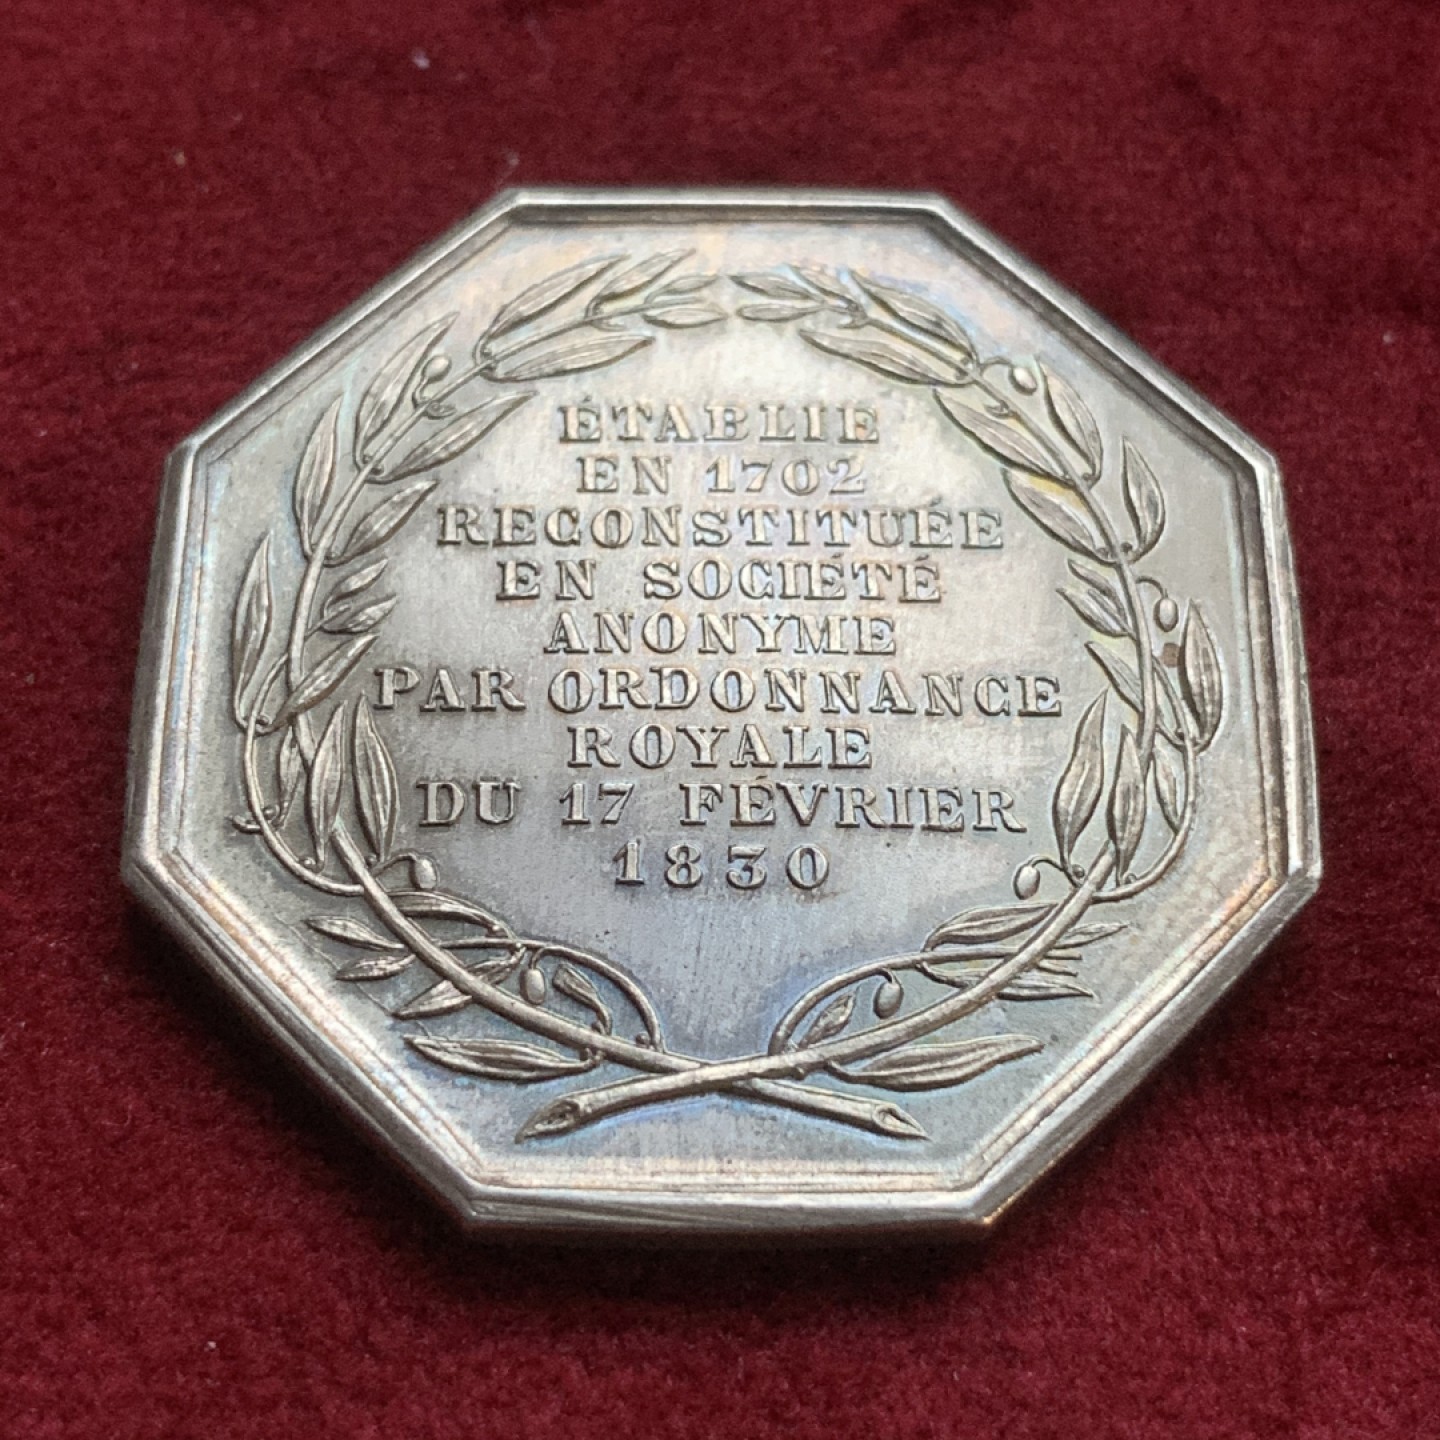 ÉTABLIE
EN 1702
RECONSTITUÉE
EN SOCIÉTÉ
ANONYME
PAR ORDONNANCE
ROYALE
DU 17 FÉVRIER
1830